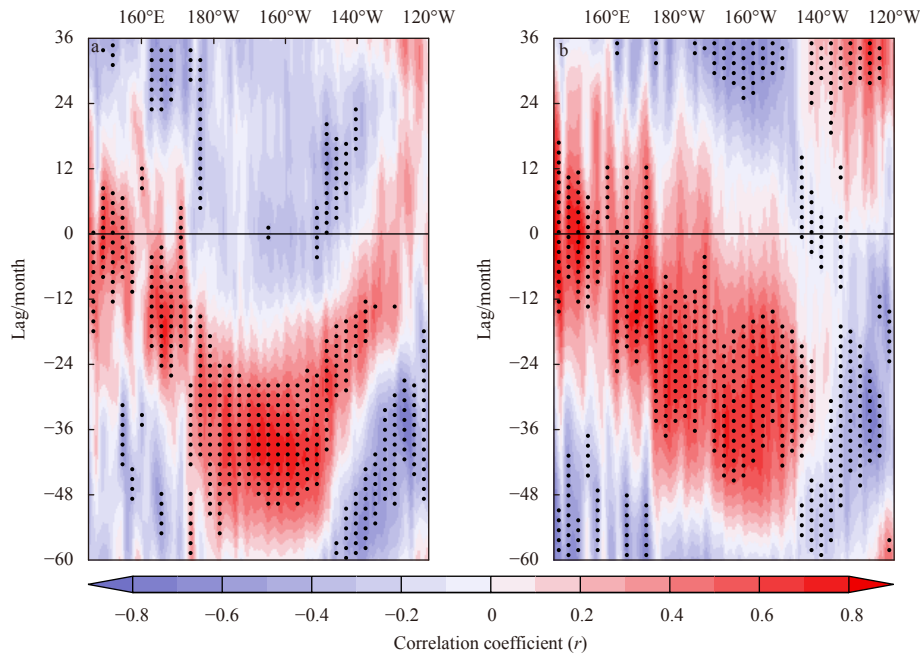 160°E 180°W 160°W 140°W 120°W 160°E 180°W 160°W 140°W 120°W
36 a b 36
24 24
12 12
0 0
−12 −12
−24 −24
−36 −36
−48 −48
−60 −60
Lag/month Lag/month
−0.8 −0.6 −0.4 −0.2 0 0.2 0.4 0.6 0.8
Correlation coefficient (r)